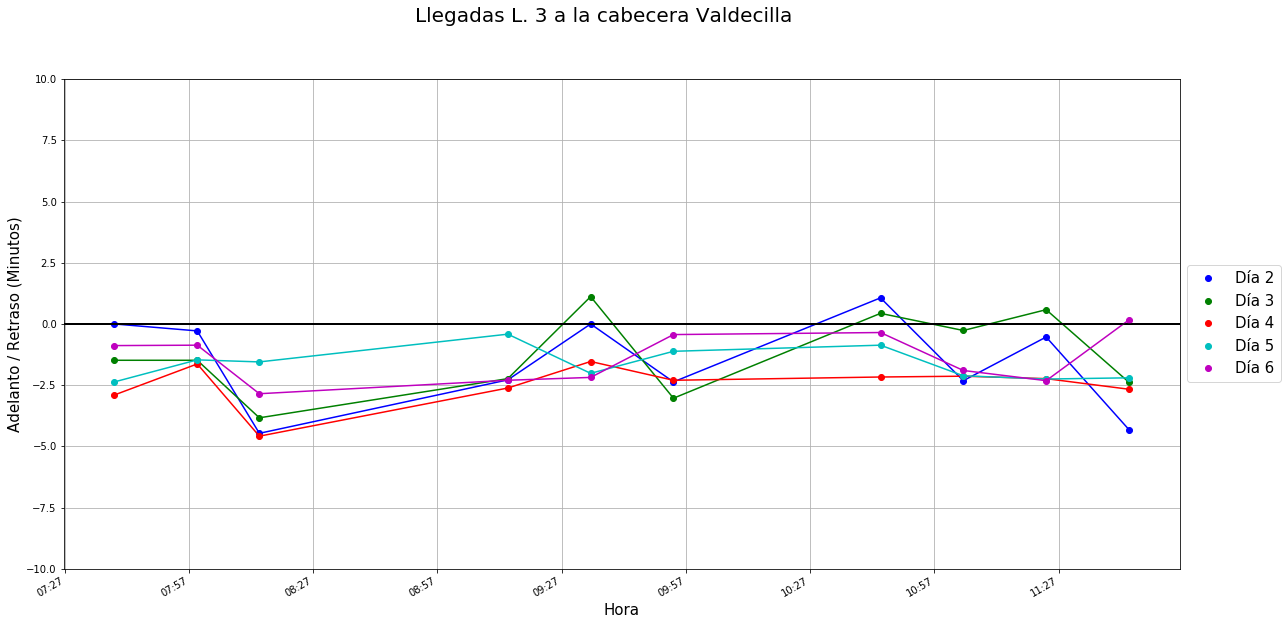 Llegadas L. 3 a la cabecera Valdecilla
Adelanto / Retraso (Minutos)
10.0
7.5
5.0
2.5
0.0
−2.5
−5.0
−7.5
−10.0
07:27
07:57
08:27
08:57
09:27
09:57
10:27
10:57
11:27
Hora
Día 2
Día 3
Día 4
Día 5
Día 6